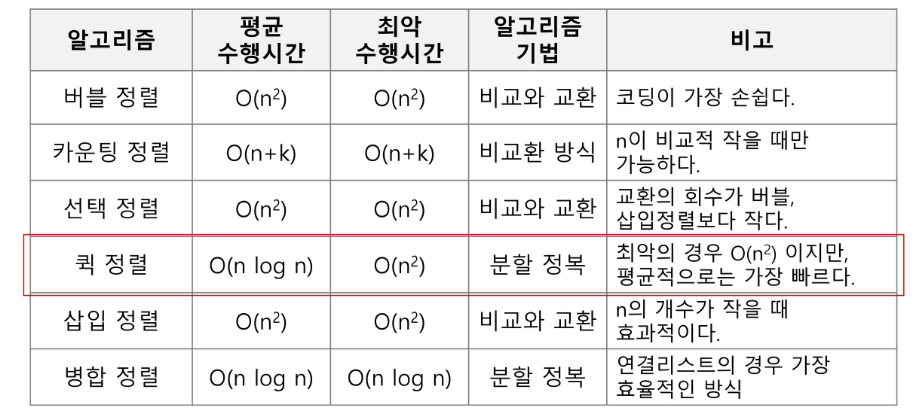 알고리즘 평균 수행시간 최악 수행시간 알고리즘 기법 비고
버블 정렬 O(n²) O(n²) 비교와 교환 코딩이 가장 손쉽다.
카운팅 정렬 O(n+k) O(n+k) 비교환 방식 n이 비교적 작을 때만
가능하다.
선택 정렬 O(n²) O(n²) 비교와 교환 교환의 회수가 버블,
삽입정렬보다 작다.
퀵 정렬 O(n log n) O(n²) 분할 정복 최악의 경우 O(n²) 이지만,
평균적으로는 가장 빠르다.
삽입 정렬 O(n²) O(n²) 비교와 교환 n의 개수가 작을 때
효과적이다.
병합 정렬 O(n log n) O(n log n) 분할 정복 연결리스트의 경우 가장
효율적인 방식